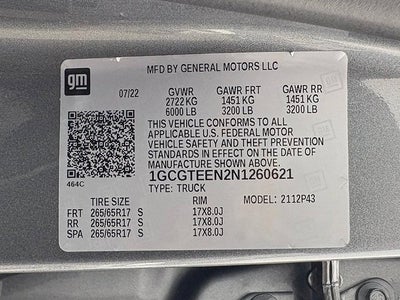 gm
MFD BY GENERAL MOTORS LLC
07/22 GVWR GAWR FRT GAWR RR
2722 KG 1451 KG 1451 KG
6000 LB 3200 LB 3200 LB
THIS VEHICLE CONFORMS TO ALL
APPLICABLE U.S. FEDERAL MOTOR
VEHICLE SAFETY AND THEFT PREVENTION
STANDARDS IN EFFECT ON THE DATE OF
MANUFACTURE SHOWN ABOVE.
464C 1GCGTEEN2N1260621
TYPE: TRUCK MODEL: 2112P43
TIRE SIZE RIM
FRT 265/65R17 S 17X8.0J
RR 265/65R17 S 17X8.0J
SPA 265/65R17 S 17X8.0J